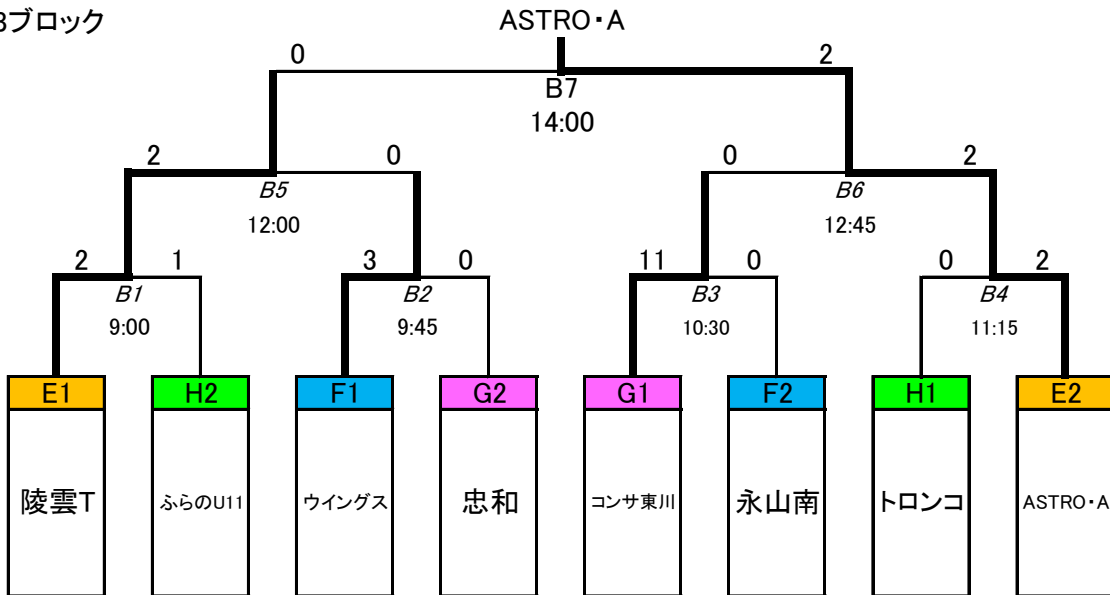 Bブロック
ASTRO・A
0 2
B7
14:00
2 0 0 2
B5 B6
12:00 12:45
2 1 3 0 11 0 0 2
B1 B2 B3 B4
9:00 9:45 10:30 11:15
E1 H2 F1 G2 G1 F2 H1 E2
陵雲T ふらのU11 ウイングス 忠和 コンサ東川 永山南 トロンコ ASTRO・A